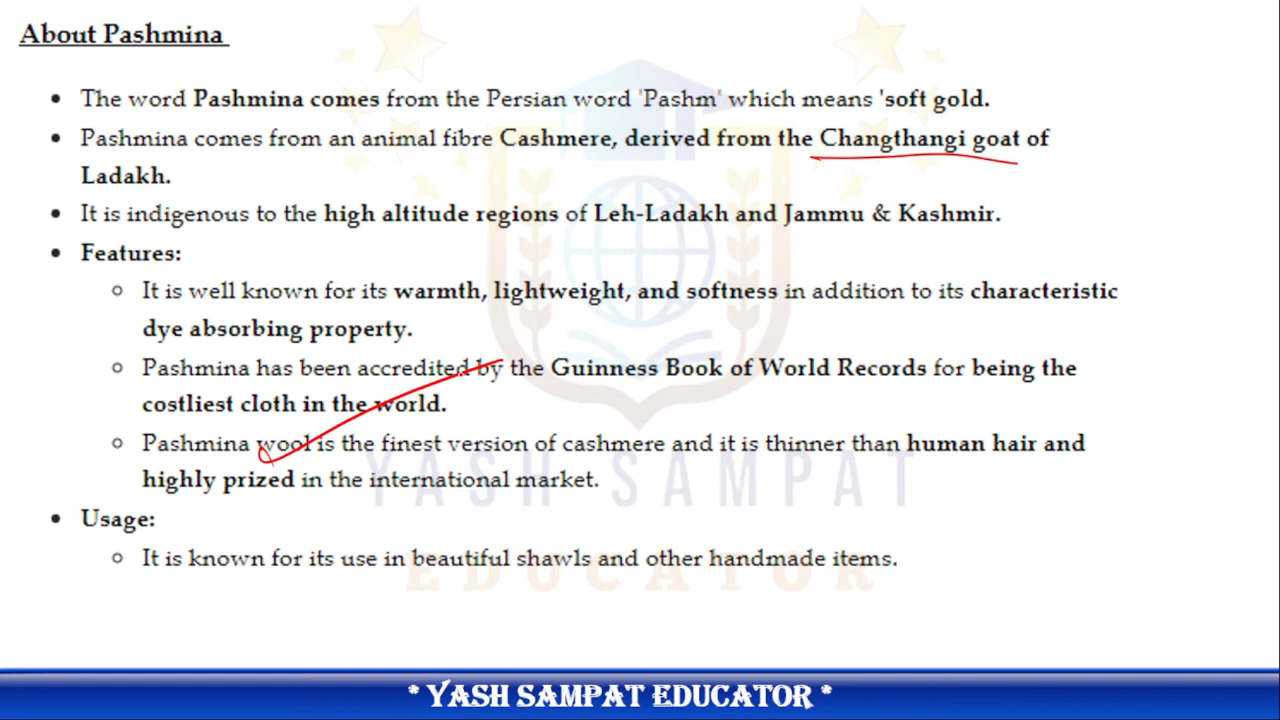 About Pashmina
• The word Pashmina comes from the Persian word 'Pashm' which means 'soft gold.
• Pashmina comes from an animal fibre Cashmere, derived from the Changthangi goat of
Ladakh.
• It is indigenous to the high altitude regions of Leh-Ladakh and Jammu & Kashmir.
• Features:
○ It is well known for its warmth, lightweight, and softness in addition to its characteristic
dye absorbing property.
○ Pashmina has been accredited by the Guinness Book of World Records for being the
costliest cloth in the world.
○ Pashmina wool is the finest version of cashmere and it is thinner than human hair and
highly prized in the international market.
• Usage:
○ It is known for its use in beautiful shawls and other handmade items.
YASH SAMPAT
EDUCATOR
* YASH SAMPAT EDUCATOR *